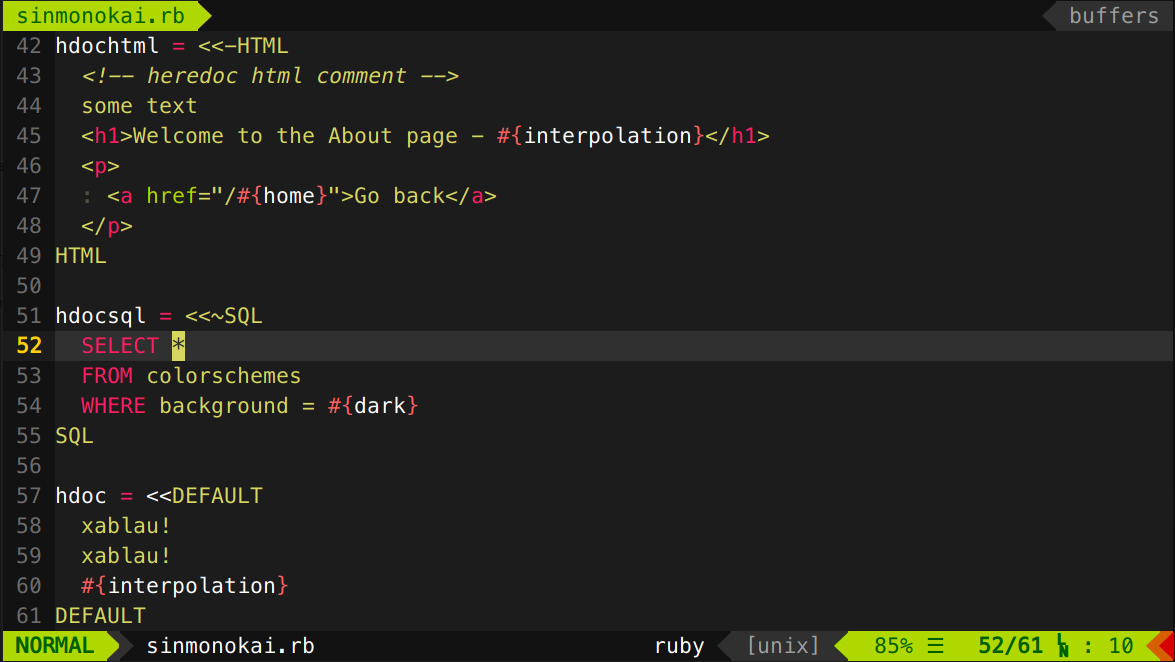 sinmonokai.rb buffers
42 hdochtml = <<-HTML
43   <!-- heredoc html comment -->
44   some text
45   <h1>Welcome to the About page - #{interpolation}</h1>
46   <p>
47   : <a href="/#{home}">Go back</a>
48   </p>
49 HTML
50
51 hdocsql = <<~SQL
52   SELECT *
53   FROM colorschemes
54   WHERE background = #{dark}
55 SQL
56
57 hdoc = <<DEFAULT
58   xablau!
59   xablau!
60   #{interpolation}
61 DEFAULT
NORMAL sinmonokai.rb ruby [unix] 85% ☰ 52/61 ␤ : 10